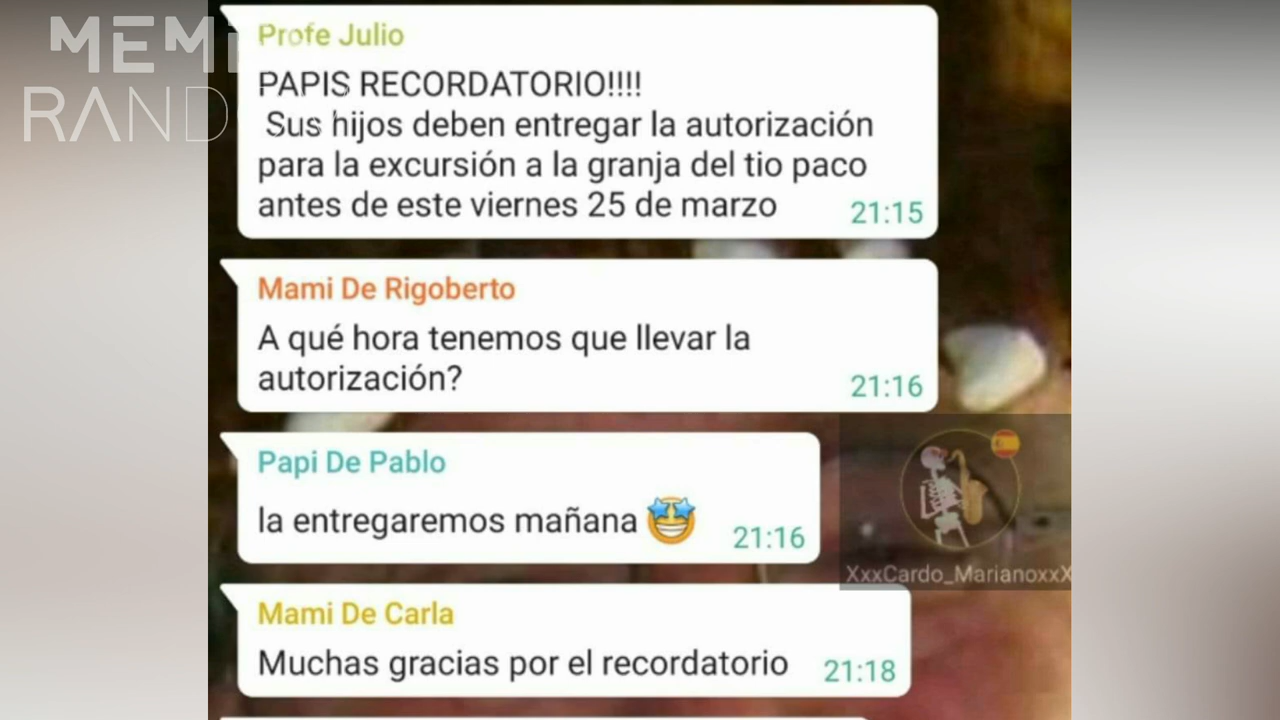 MEMI
RAND
Profe Julio
PAPIS RECORDATORIO!!!!
Sus hijos deben entregar la autorización
para la excursión a la granja del tio paco
antes de este viernes 25 de marzo
21:15
Mami De Rigoberto
A qué hora tenemos que llevar la
autorización?
21:16
Papi De Pablo
la entregaremos mañana 🤩
21:16
XxxCardo_MarianoxxX
Mami De Carla
Muchas gracias por el recordatorio
21:18